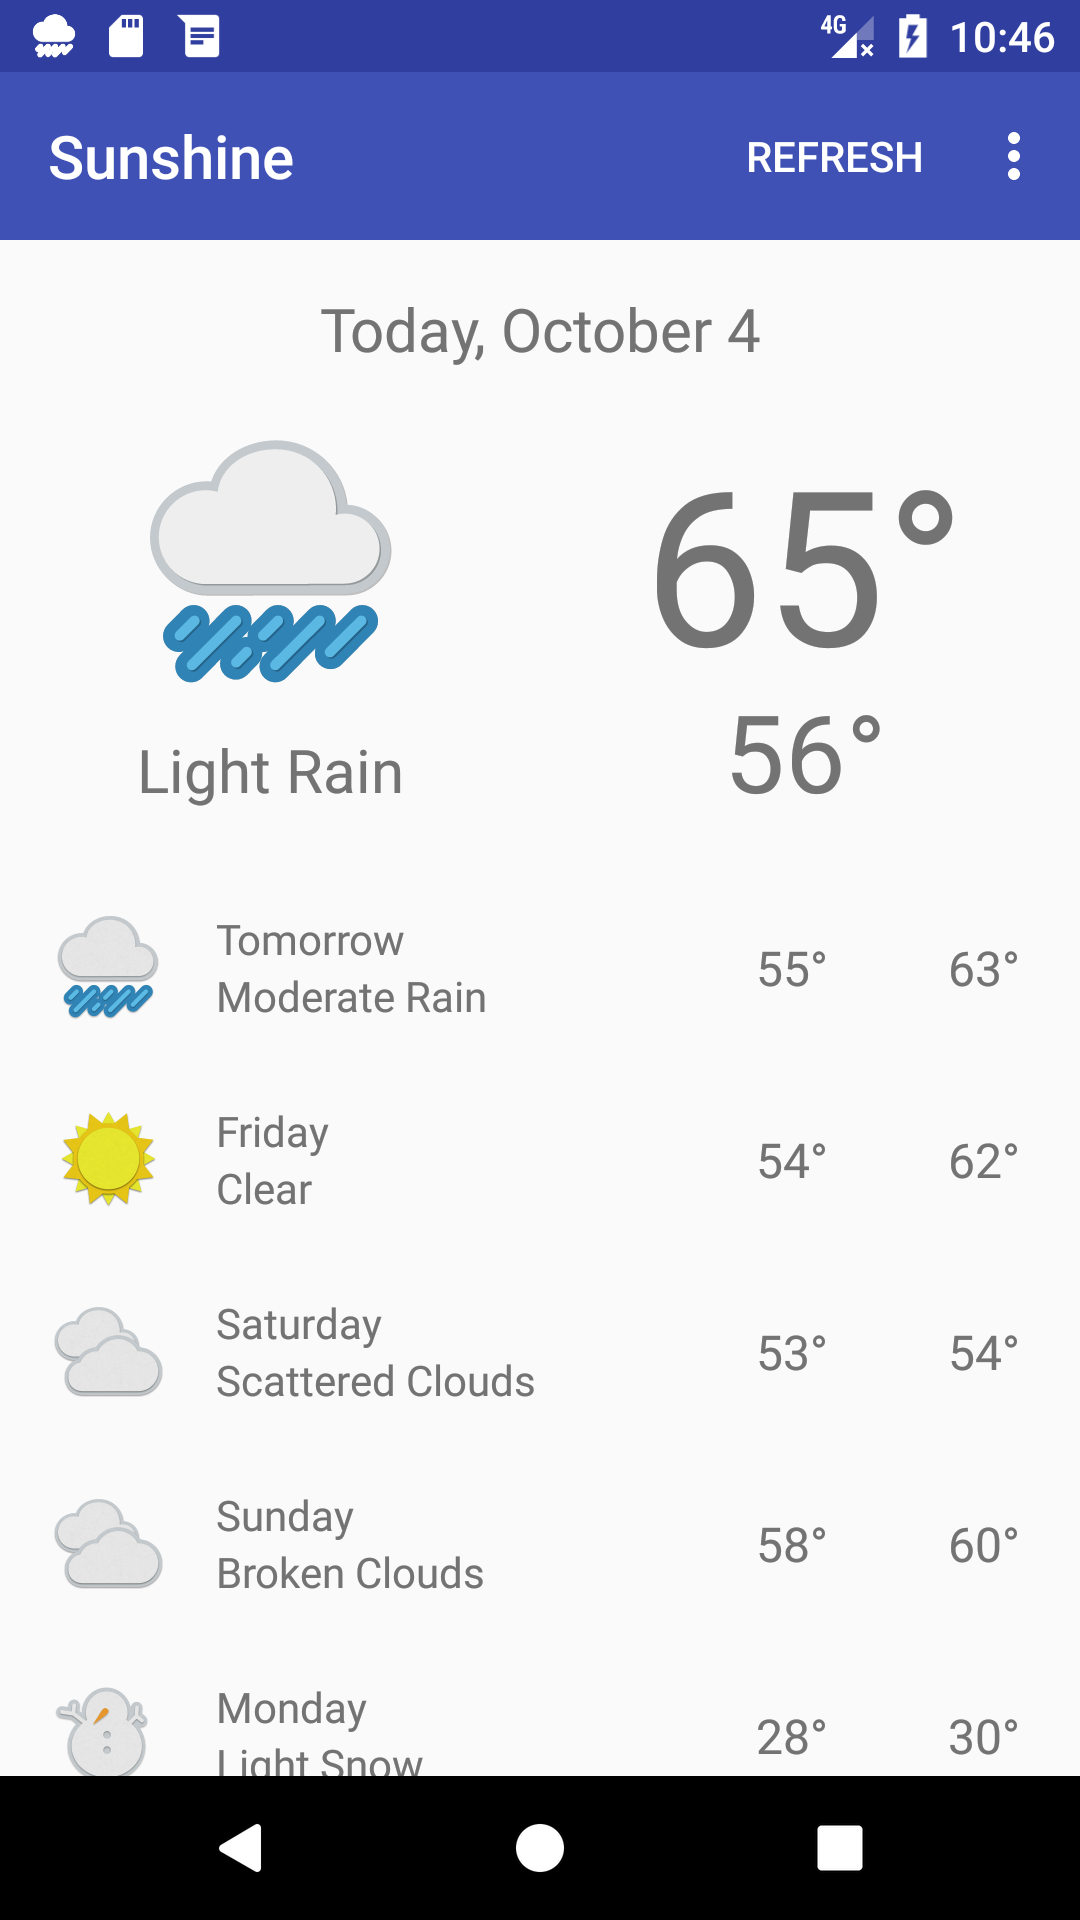 4G 10:46
Sunshine REFRESH
Today, October 4
65°
56°
Light Rain
Tomorrow
Moderate Rain
55° 63°
Friday
Clear
54° 62°
Saturday
Scattered Clouds
53° 54°
Sunday
Broken Clouds
58° 60°
Monday
Light Snow
28° 30°